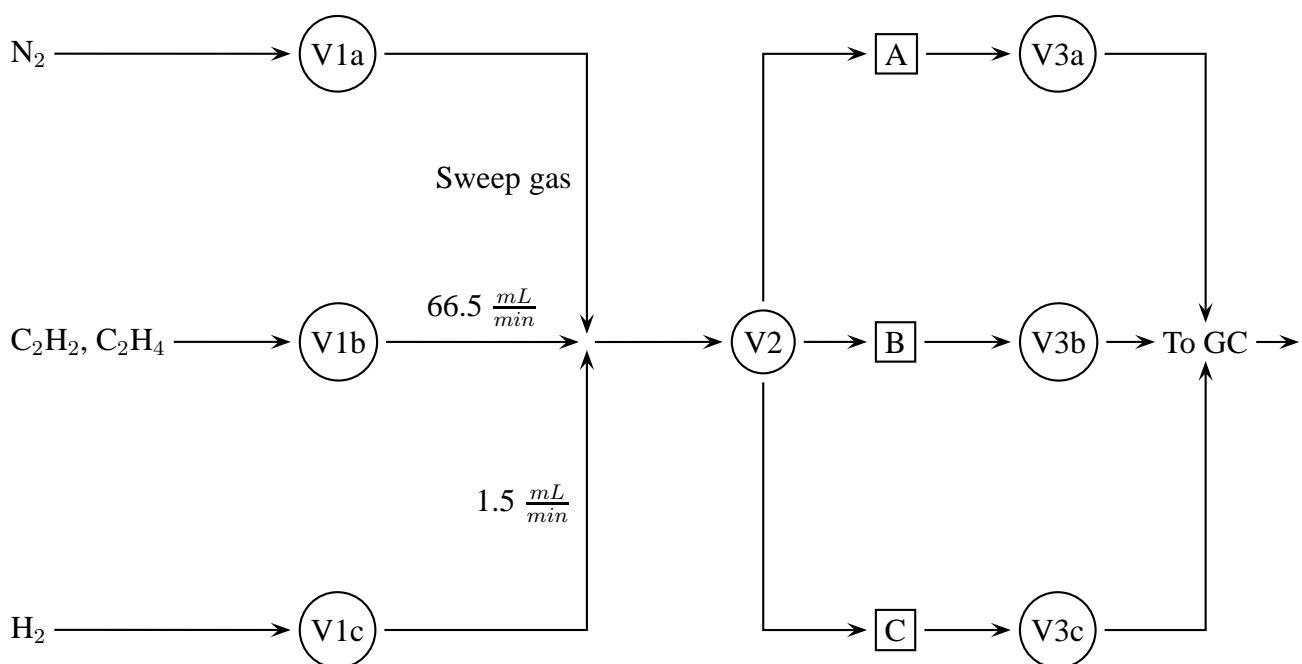 N₂
V1a
A
V3a
Sweep gas
C₂H₂, C₂H₄
V1b
66.5 mL/min
V2
B
V3b
To GC
1.5 mL/min
H₂
V1c
C
V3c